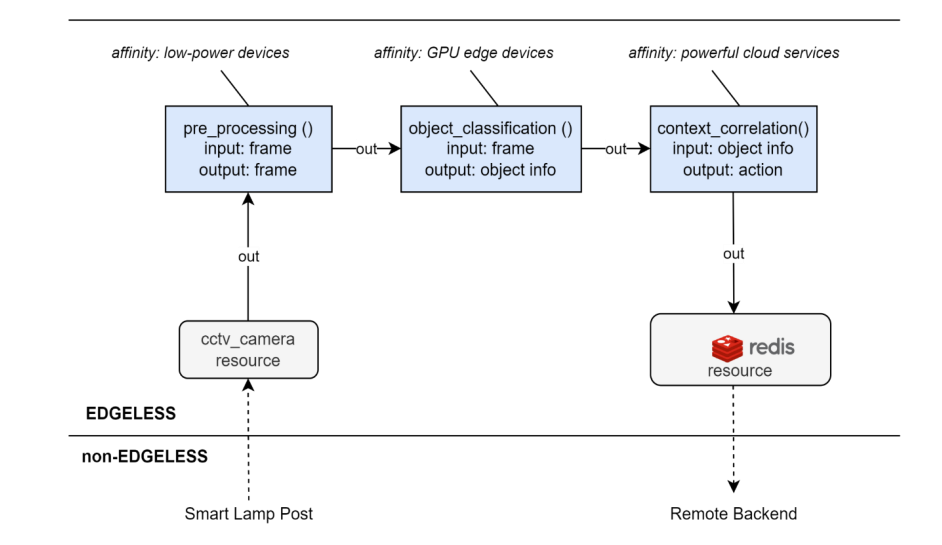 affinity: low-power devices
affinity: GPU edge devices
affinity: powerful cloud services
pre_processing ()
input: frame
output: frame
out
object_classification ()
input: frame
output: object info
out
context_correlation()
input: object info
output: action
out
out
cctv_camera
resource
redis
resource
EDGELESS
non-EDGELESS
Smart Lamp Post
Remote Backend